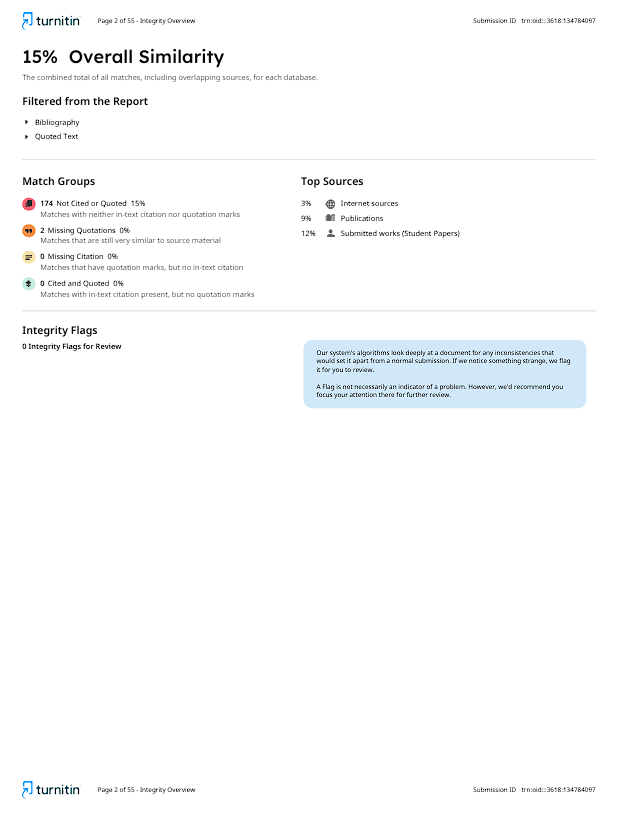 turnitin Page 2 of 55 - Integrity Overview Submission ID trn:oid:::3618:134784097
15% Overall Similarity
The combined total of all matches, including overlapping sources, for each database.
Filtered from the Report
Bibliography
Quoted Text
Match Groups
174 Not Cited or Quoted 15%
Matches with neither in-text citation nor quotation marks
2 Missing Quotations 0%
Matches that are still very similar to source material
0 Missing Citation 0%
Matches that have quotation marks, but no in-text citation
0 Cited and Quoted 0%
Matches with in-text citation present, but no quotation marks
Top Sources
3% Internet sources
9% Publications
12% Submitted works (Student Papers)
Integrity Flags
0 Integrity Flags for Review
Our system's algorithms look deeply at a document for any inconsistencies that
would set it apart from a normal submission. If we notice something strange, we flag
it for you to review.
A Flag is not necessarily an indicator of a problem. However, we'd recommend you
focus your attention there for further review.
turnitin Page 2 of 55 - Integrity Overview Submission ID trn:oid:::3618:134784097